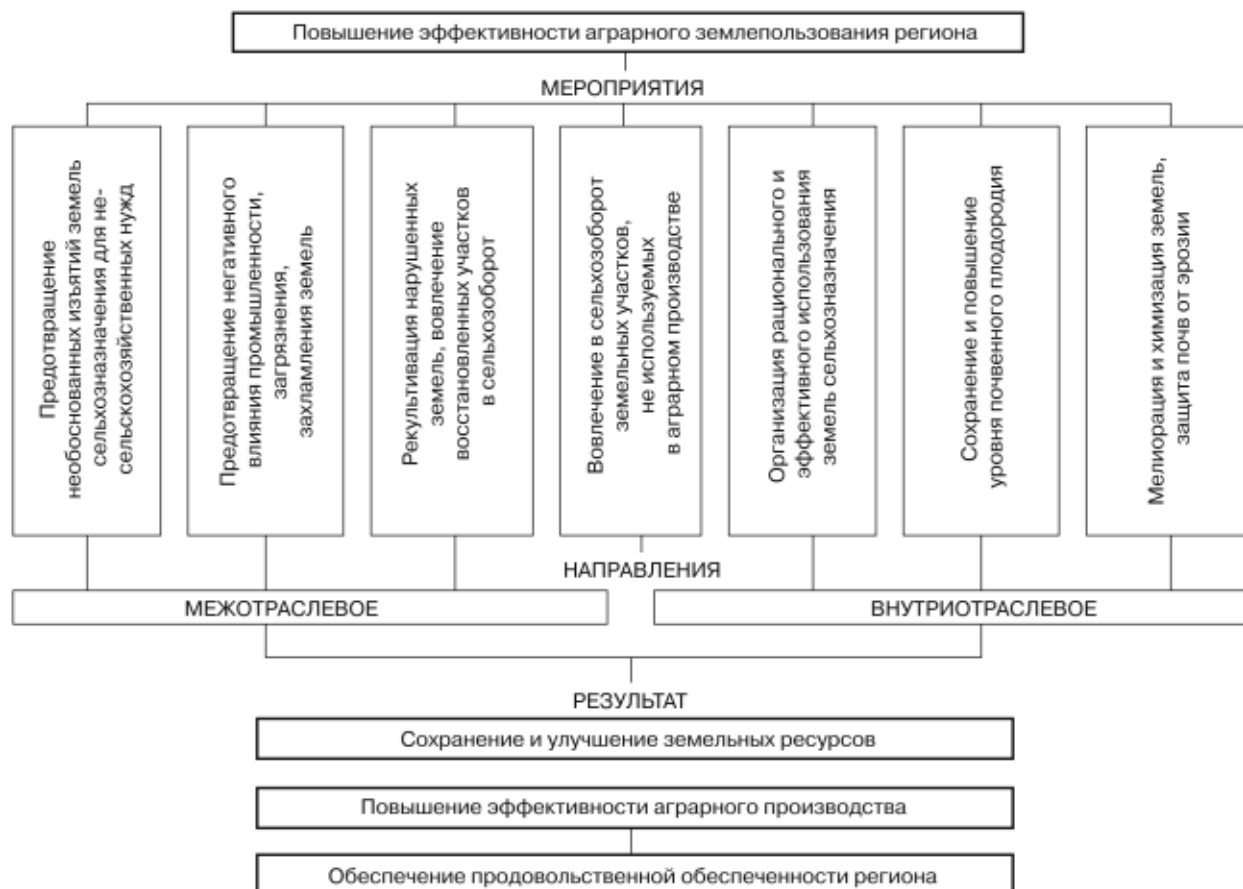 Повышение эффективности аграрного землепользования региона
МЕРОПРИЯТИЯ
Предотвращение
необоснованных изъятий земель
сельхозназначения для не-
сельскохозяйственных нужд
Предотвращение негативного
влияния промышленности,
загрязнения,
захламления земель
Рекультивация нарушенных
земель, вовлечение
восстановленных участков
в сельхозоборот
Вовлечение в сельхозоборот
земельных участков,
не используемых
в аграрном производстве
Организация рационального и
эффективного использования
земель сельхозназначения
Сохранение и повышение
уровня почвенного плодородия
Мелиорация и химизация земель,
защита почв от эрозии
НАПРАВЛЕНИЯ
МЕЖОТРАСЛЕВОЕ
ВНУТРИОТРАСЛЕВОЕ
РЕЗУЛЬТАТ
Сохранение и улучшение земельных ресурсов
Повышение эффективности аграрного производства
Обеспечение продовольственной обеспеченности региона